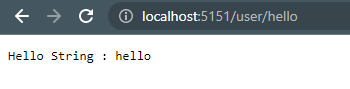 localhost:5151/user/hello
Hello String : hello